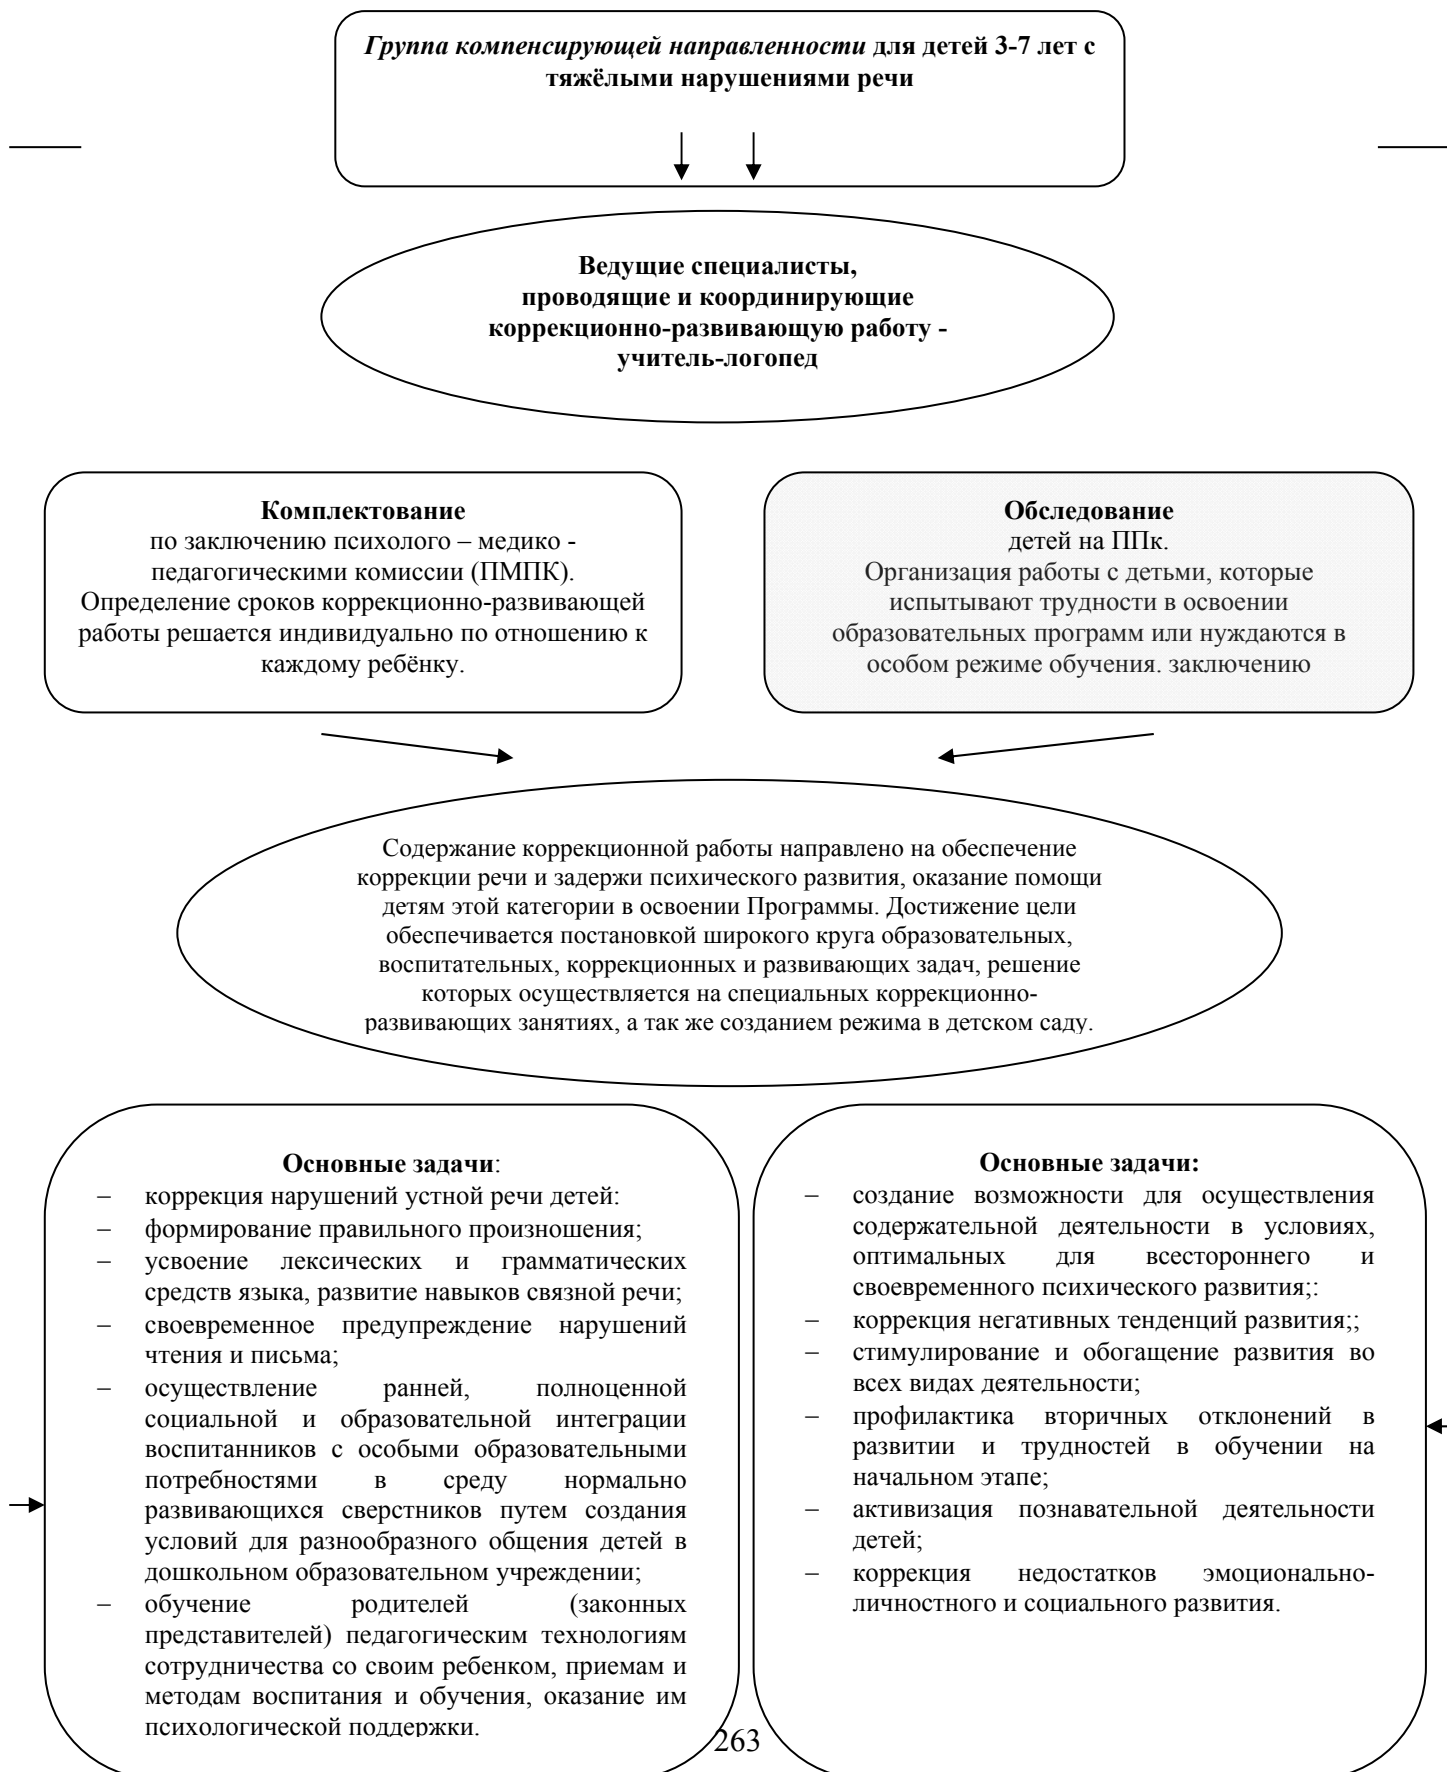 Группа компенсирующей направленности для детей 3-7 лет с
тяжёлыми нарушениями речи
Ведущие специалисты,
проводящие и координирующие
коррекционно-развивающую работу -
учитель-логопед
Комплектование
по заключению психолого – медико -
педагогическими комиссии (ПМПК).
Определение сроков коррекционно-развивающей
работы решается индивидуально по отношению к
каждому ребёнку.
Обследование
детей на ППк.
Организация работы с детьми, которые
испытывают трудности в освоении
образовательных программ или нуждаются в
особом режиме обучения. заключению
Содержание коррекционной работы направлено на обеспечение
коррекции речи и задержи психического развития, оказание помощи
детям этой категории в освоении Программы. Достижение цели
обеспечивается постановкой широкого круга образовательных,
воспитательных, коррекционных и развивающих задач, решение
которых осуществляется на специальных коррекционно-
развивающих занятиях, а так же созданием режима в детском саду.
Основные задачи:
– коррекция нарушений устной речи детей:
– формирование правильного произношения;
– усвоение лексических и грамматических
средств языка, развитие навыков связной речи;
– своевременное предупреждение нарушений
чтения и письма;
– осуществление ранней, полноценной
социальной и образовательной интеграции
воспитанников с особыми образовательными
потребностями в среду нормально
развивающихся сверстников путем создания
условий для разнообразного общения детей в
дошкольном образовательном учреждении;
– обучение родителей (законных
представителей) педагогическим технологиям
сотрудничества со своим ребенком, приемам и
методам воспитания и обучения, оказание им
психологической поддержки.
Основные задачи:
– создание возможности для осуществления
содержательной деятельности в условиях,
оптимальных для всестороннего и
своевременного психического развития;:
– коррекция негативных тенденций развития;;
– стимулирование и обогащение развития во
всех видах деятельности;
– профилактика вторичных отклонений в
развитии и трудностей в обучении на
начальном этапе;
– активизация познавательной деятельности
детей;
– коррекция недостатков эмоционально-
личностного и социального развития.
263